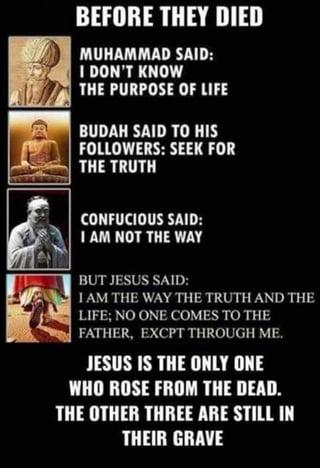 BEFORE THEY DIED
MUHAMMAD SAID:
I DON'T KNOW
THE PURPOSE OF LIFE
BUDAH SAID TO HIS
FOLLOWERS: SEEK FOR
THE TRUTH
CONFUCIOUS SAID:
I AM NOT THE WAY
BUT JESUS SAID:
I AM THE WAY THE TRUTH AND THE
LIFE; NO ONE COMES TO THE
FATHER, EXCPT THROUGH ME.
JESUS IS THE ONLY ONE
WHO ROSE FROM THE DEAD.
THE OTHER THREE ARE STILL IN
THEIR GRAVE